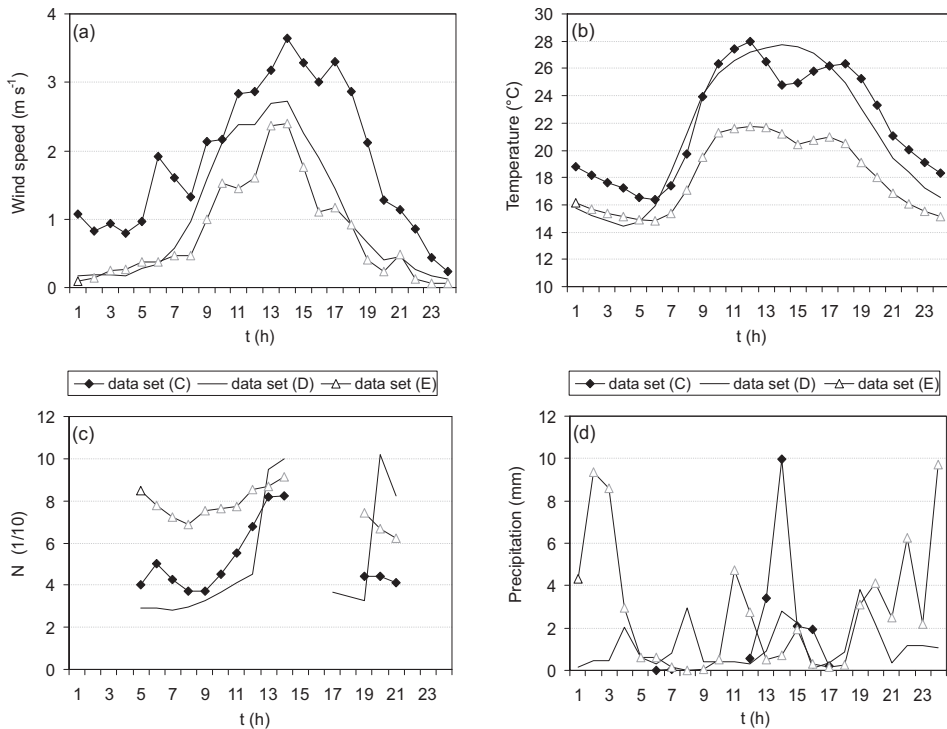 (a)
Wind speed (m s⁻¹)
4
3
2
1
0
1 3 5 7 9 11 13 15 17 19 21 23
t (h)
(b)
Temperature (°C)
30
28
26
24
22
20
18
16
14
12
10
1 3 5 7 9 11 13 15 17 19 21 23
t (h)
data set (C) data set (D) data set (E)
data set (C) data set (D) data set (E)
(c)
N (1/10)
12
10
8
6
4
2
0
1 3 5 7 9 11 13 15 17 19 21 23
t (h)
(d)
Precipitation (mm)
12
10
8
6
4
2
0
1 3 5 7 9 11 13 15 17 19 21 23
t (h)